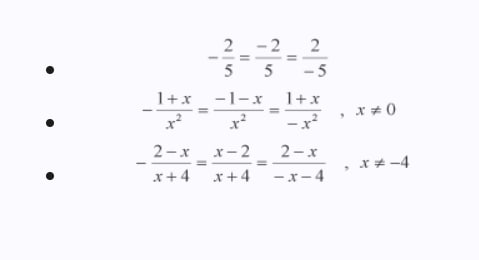 • -2/5 = -2/5 = 2/-5
• -(1+x)/x² = (-1-x)/x² = (1+x)/-x² , x ≠ 0
• -(2-x)/(x+4) = (x-2)/(x+4) = (2-x)/(-x-4) , x ≠ -4